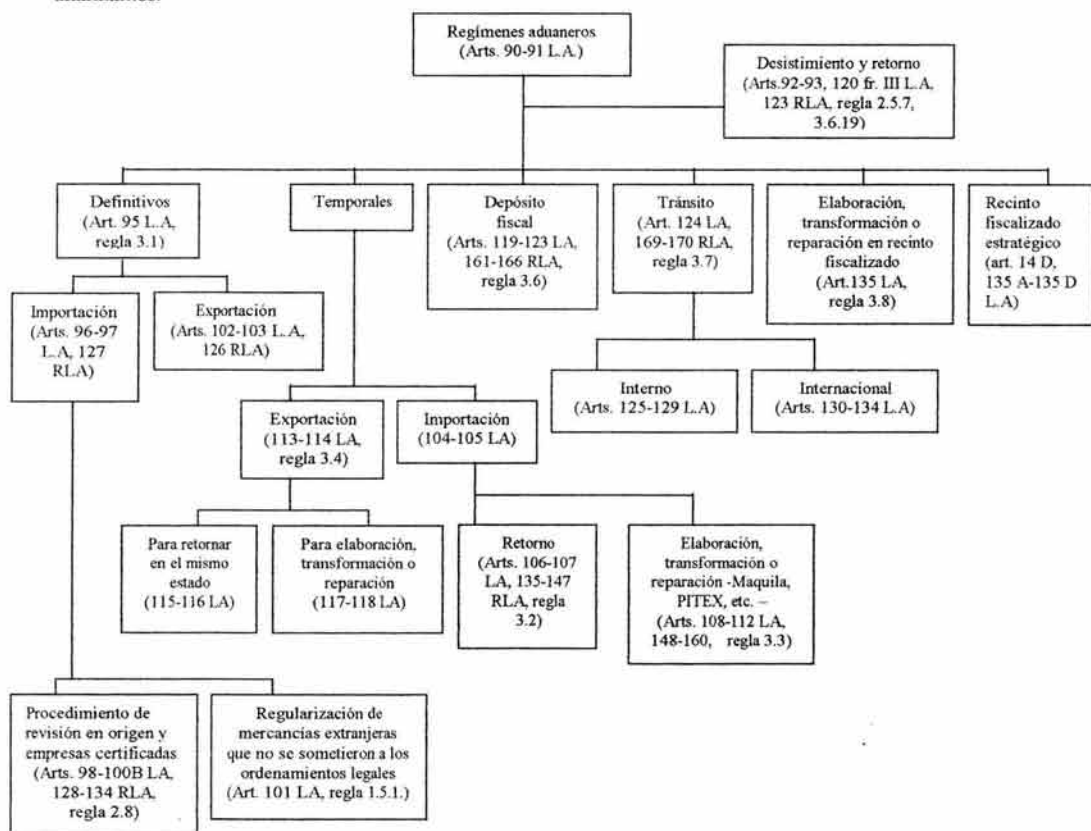 Regímenes aduaneros
(Arts. 90-91 L.A.)
Desistimiento y retorno
(Arts.92-93, 120 fr. III L.A,
123 RLA, regla 2.5.7,
3.6.19)
Definitivos
(Art. 95 L.A,
regla 3.1)
Temporales
Depósito
fiscal
(Arts. 119-123 LA,
161-166 RLA,
regla 3.6)
Tránsito
(Art. 124 LA,
169-170 RLA,
regla 3.7)
Elaboración,
transformación o
reparación en recinto
fiscalizado
(Art.135 LA,
regla 3.8)
Recinto
fiscalizado
estratégico
(art. 14 D,
135 A-135 D
L.A)
Importación
(Arts. 96-97
L.A, 127
RLA)
Exportación
(Arts. 102-103 L.A,
126 RLA)
Interno
(Arts. 125-129 L.A)
Internacional
(Arts. 130-134 L.A)
Exportación
(113-114 LA,
regla 3.4)
Importación
(104-105 LA)
Para retornar
en el mismo
estado
(115-116 LA)
Para elaboración,
transformación o
reparación
(117-118 LA)
Retorno
(Arts. 106-107
LA, 135-147
RLA, regla
3.2)
Elaboración,
transformación o
reparación -Maquila,
PITEX, etc. –
(Arts. 108-112 LA,
148-160, regla 3.3)
Procedimiento de
revisión en origen y
empresas certificadas
(Arts. 98-100B LA,
128-134 RLA,
regla 2.8)
Regularización de
mercancías extranjeras
que no se sometieron a los
ordenamientos legales
(Art. 101 LA, regla 1.5.1.)